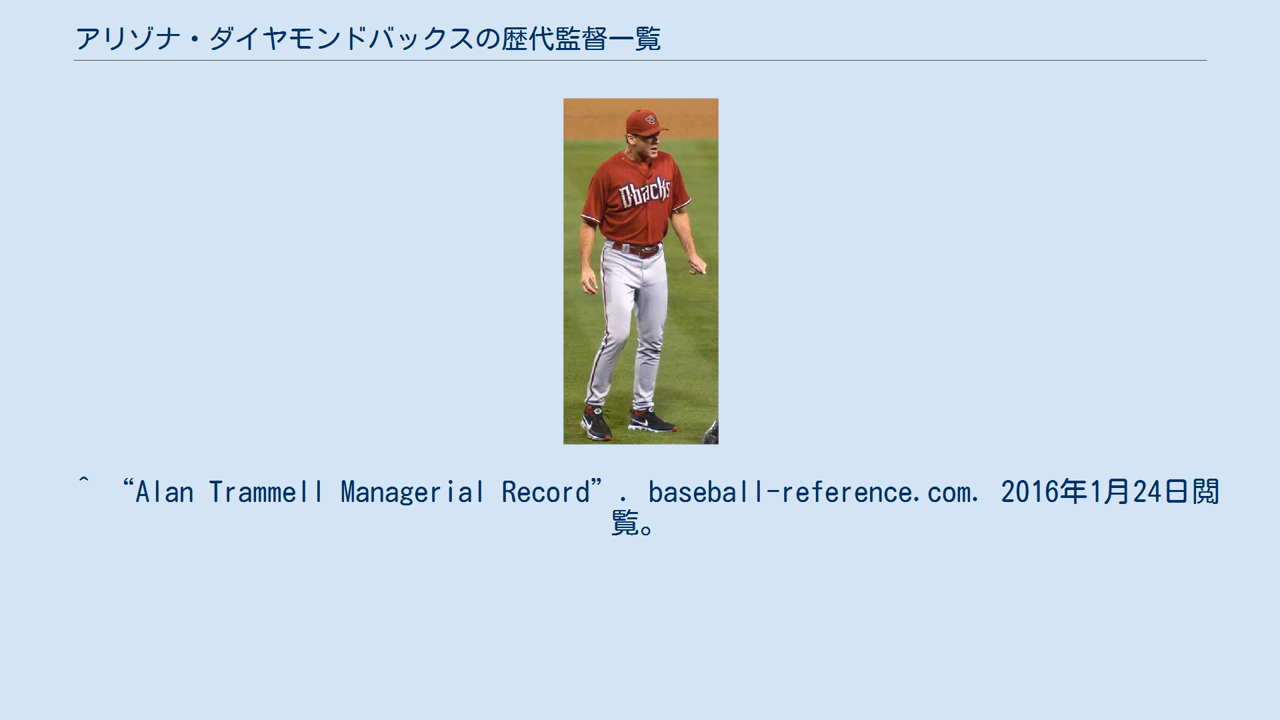 アリゾナ・ダイヤモンドバックスの歴代監督一覧
Dbacks
^ “Alan Trammell Managerial Record”. baseball-reference.com. 2016年1月24日閲
覧。